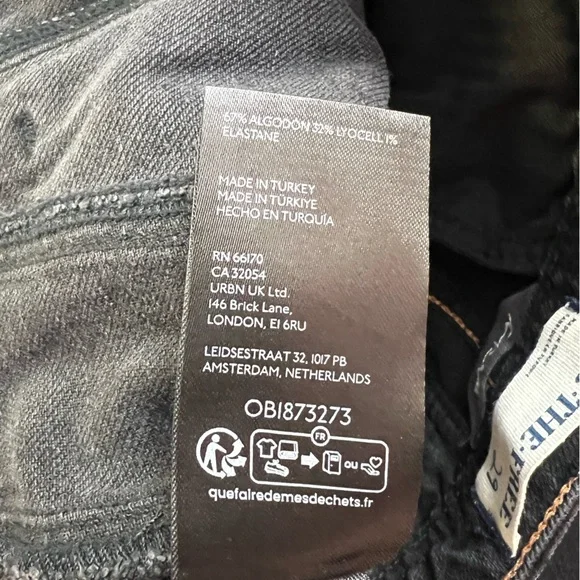 67% ALGODÓN 32% LYOCELL 1%
ELASTANE
MADE IN TURKEY
MADE IN TÜRKIYE
HECHO EN TURQUÍA
RN 66170
CA 32054
URBN UK Ltd.
146 Brick Lane,
LONDON, E1 6RU
LEIDSESTRAAT 32, 1017 PB
AMSTERDAM, NETHERLANDS
OB1873273
FR
OU
quefairedemesdechets.fr
THE·FREE
29